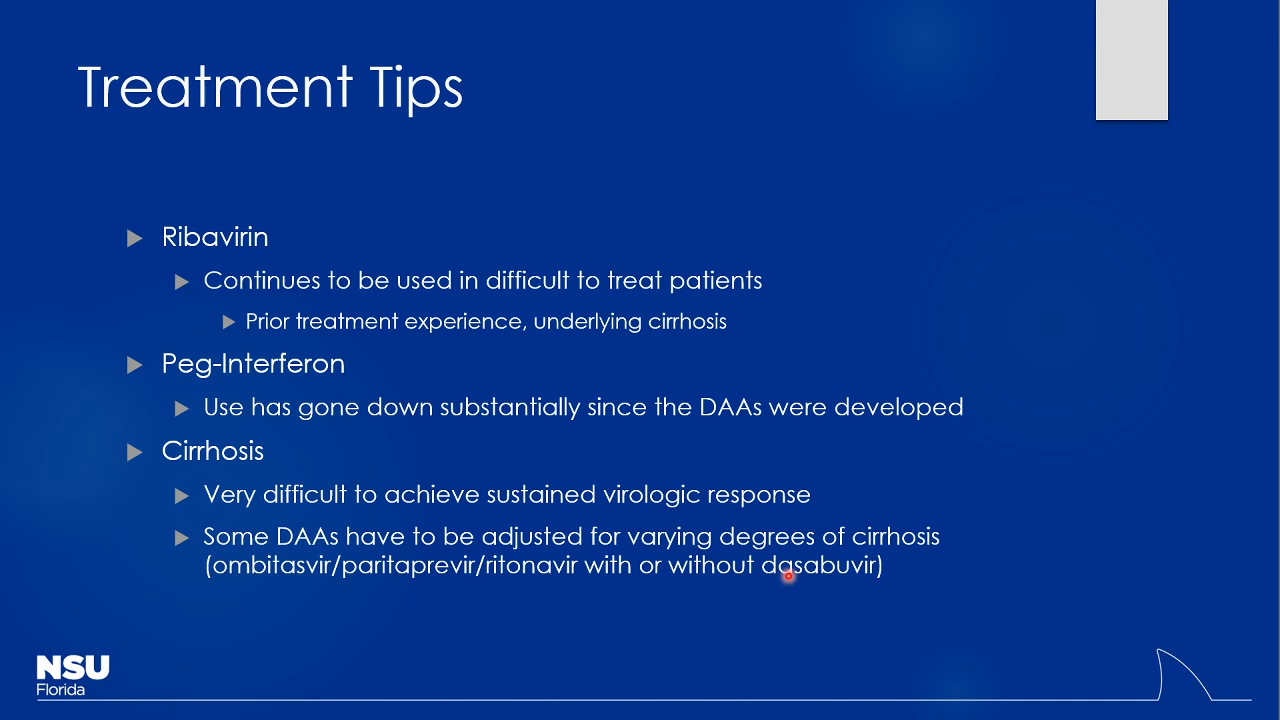 Treatment Tips
Ribavirin
Continues to be used in difficult to treat patients
Prior treatment experience, underlying cirrhosis
Peg-Interferon
Use has gone down substantially since the DAAs were developed
Cirrhosis
Very difficult to achieve sustained virologic response
Some DAAs have to be adjusted for varying degrees of cirrhosis
(ombitasvir/paritaprevir/ritonavir with or without dasabuvir)
NSU
Florida